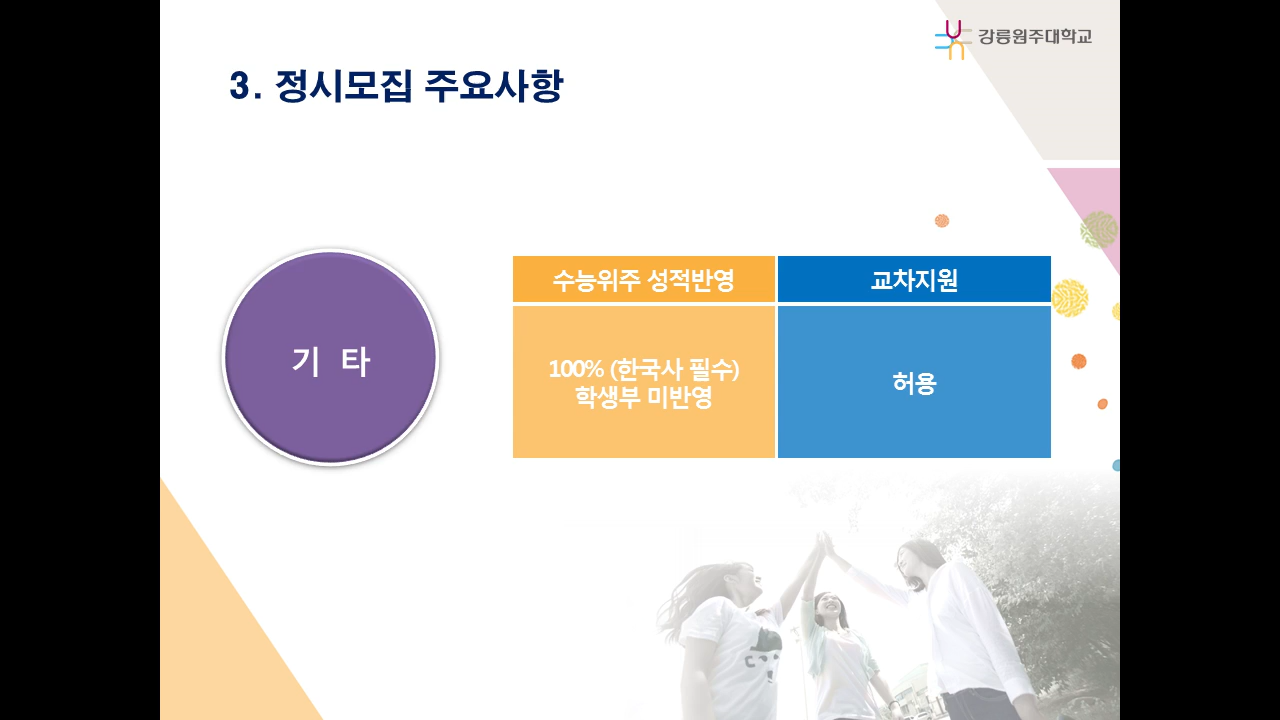 강릉원주대학교
3. 정시모집 주요사항
기 타
수능위주 성적반영
교차지원
100% (한국사 필수)
학생부 미반영
허용